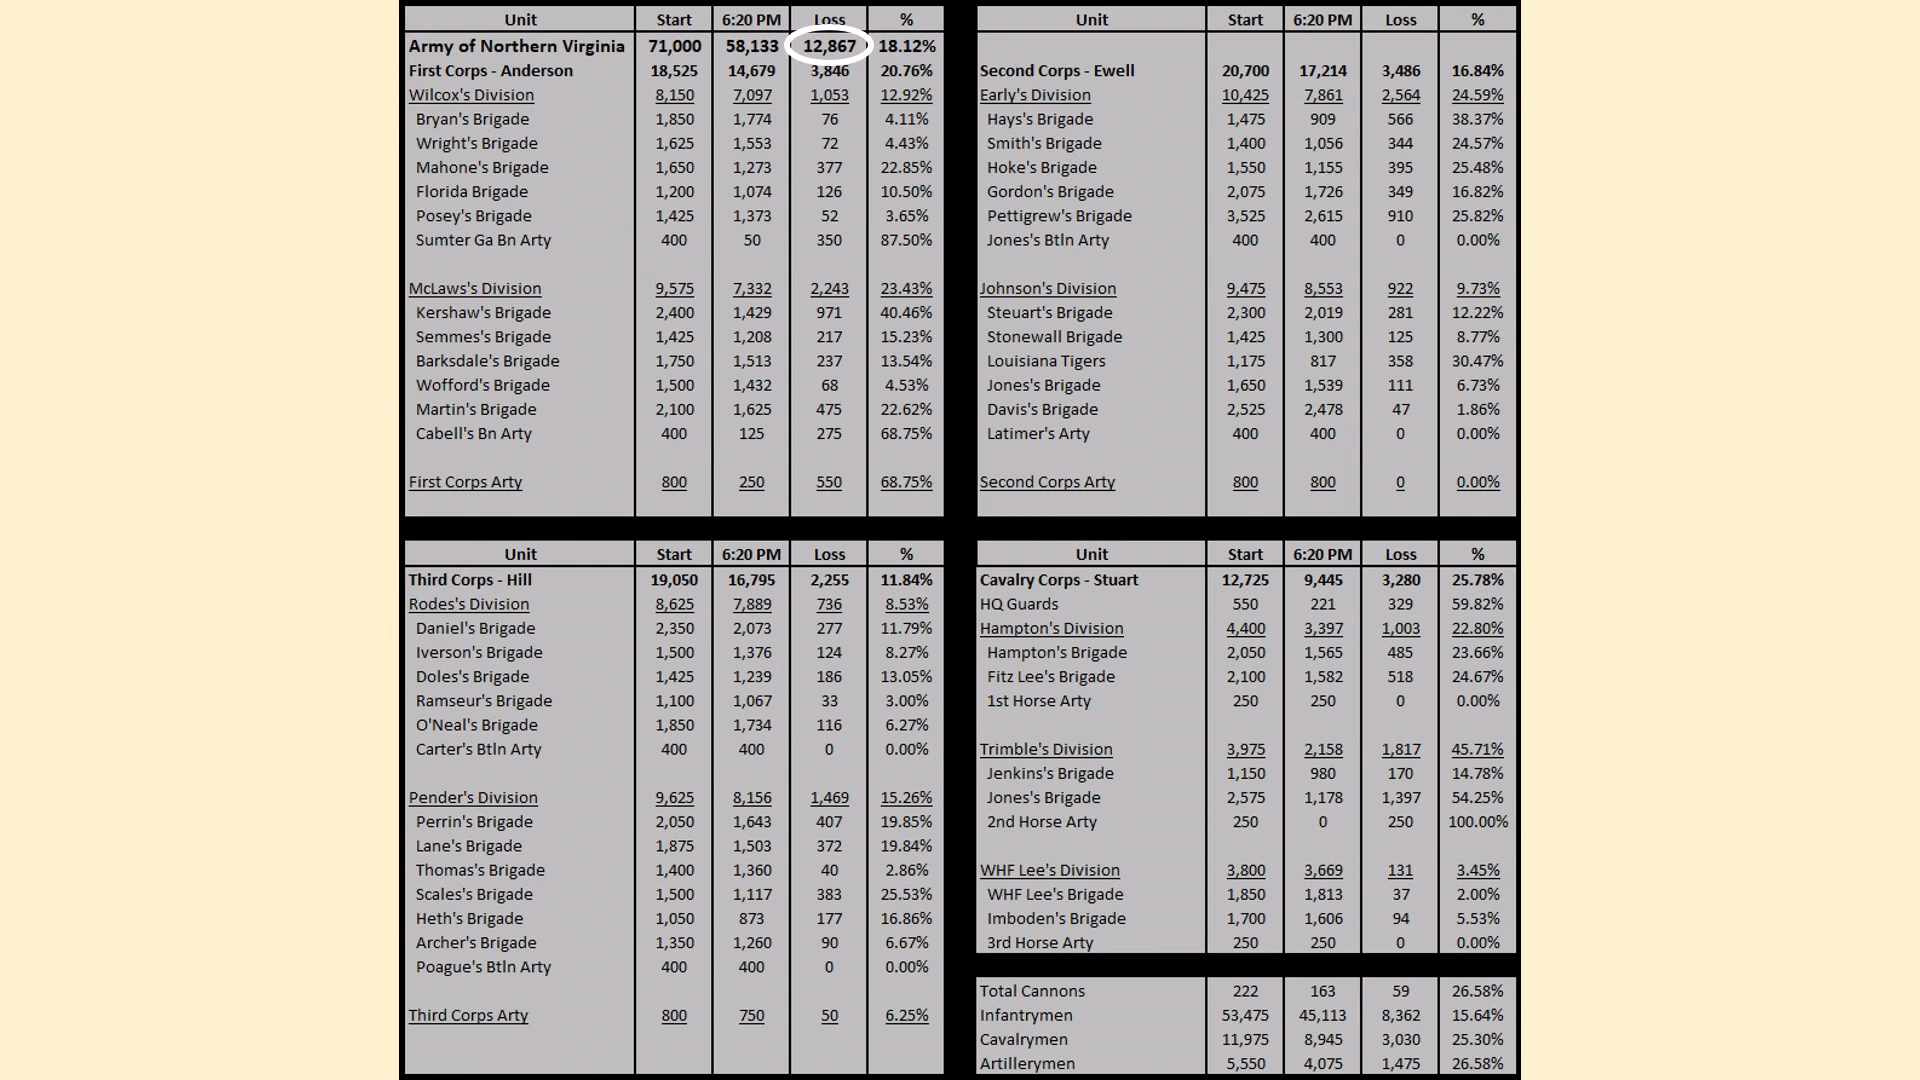 Unit Start 6:20 PM Loss %
Army of Northern Virginia 71,000 58,133 12,867 18.12%
First Corps - Anderson 18,525 14,679 3,846 20.76%
Wilcox's Division 8,150 7,097 1,053 12.92%
Bryan's Brigade 1,850 1,774 76 4.11%
Wright's Brigade 1,625 1,553 72 4.43%
Mahone's Brigade 1,650 1,273 377 22.85%
Florida Brigade 1,200 1,074 126 10.50%
Posey's Brigade 1,425 1,373 52 3.65%
Sumter Ga Bn Arty 400 50 350 87.50%
McLaws's Division 9,575 7,332 2,243 23.43%
Kershaw's Brigade 2,400 1,429 971 40.46%
Semmes's Brigade 1,425 1,208 217 15.23%
Barksdale's Brigade 1,750 1,513 237 13.54%
Wofford's Brigade 1,500 1,432 68 4.53%
Martin's Brigade 2,100 1,625 475 22.62%
Cabell's Bn Arty 400 125 275 68.75%
First Corps Arty 800 250 550 68.75%
Unit Start 6:20 PM Loss %
Second Corps - Ewell 20,700 17,214 3,486 16.84%
Early's Division 10,425 7,861 2,564 24.59%
Hays's Brigade 1,475 909 566 38.37%
Smith's Brigade 1,400 1,056 344 24.57%
Hoke's Brigade 1,550 1,155 395 25.48%
Gordon's Brigade 2,075 1,726 349 16.82%
Pettigrew's Brigade 3,525 2,615 910 25.82%
Jones's Btln Arty 400 400 0 0.00%
Johnson's Division 9,475 8,553 922 9.73%
Steuart's Brigade 2,300 2,019 281 12.22%
Stonewall Brigade 1,425 1,300 125 8.77%
Louisiana Tigers 1,175 817 358 30.47%
Jones's Brigade 1,650 1,539 111 6.73%
Davis's Brigade 2,525 2,478 47 1.86%
Latimer's Arty 400 400 0 0.00%
Second Corps Arty 800 800 0 0.00%
Unit Start 6:20 PM Loss %
Third Corps - Hill 19,050 16,795 2,255 11.84%
Rodes's Division 8,625 7,889 736 8.53%
Daniel's Brigade 2,350 2,073 277 11.79%
Iverson's Brigade 1,500 1,376 124 8.27%
Doles's Brigade 1,425 1,239 186 13.05%
Ramseur's Brigade 1,100 1,067 33 3.00%
O'Neal's Brigade 1,850 1,734 116 6.27%
Carter's Btln Arty 400 400 0 0.00%
Pender's Division 9,625 8,156 1,469 15.26%
Perrin's Brigade 2,050 1,643 407 19.85%
Lane's Brigade 1,875 1,503 372 19.84%
Thomas's Brigade 1,400 1,360 40 2.86%
Scales's Brigade 1,500 1,117 383 25.53%
Heth's Brigade 1,050 873 177 16.86%
Archer's Brigade 1,350 1,260 90 6.67%
Poague's Btln Arty 400 400 0 0.00%
Third Corps Arty 800 750 50 6.25%
Unit Start 6:20 PM Loss %
Cavalry Corps - Stuart 12,725 9,445 3,280 25.78%
HQ Guards 550 221 329 59.82%
Hampton's Division 4,400 3,397 1,003 22.80%
Hampton's Brigade 2,050 1,565 485 23.66%
Fitz Lee's Brigade 2,100 1,582 518 24.67%
1st Horse Arty 250 250 0 0.00%
Trimble's Division 3,975 2,158 1,817 45.71%
Jenkins's Brigade 1,150 980 170 14.78%
Jones's Brigade 2,575 1,178 1,397 54.25%
2nd Horse Arty 250 0 250 100.00%
WHF Lee's Division 3,800 3,669 131 3.45%
WHF Lee's Brigade 1,850 1,813 37 2.00%
Imboden's Brigade 1,700 1,606 94 5.53%
3rd Horse Arty 250 250 0 0.00%
Total Cannons 222 163 59 26.58%
Infantrymen 53,475 45,113 8,362 15.64%
Cavalrymen 11,975 8,945 3,030 25.30%
Artillerymen 5,550 4,075 1,475 26.58%